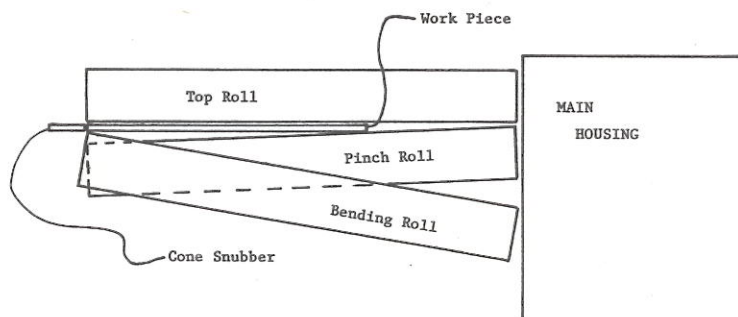 Work Piece
Top Roll
MAIN
HOUSING
Pinch Roll
Bending Roll
Cone Snubber